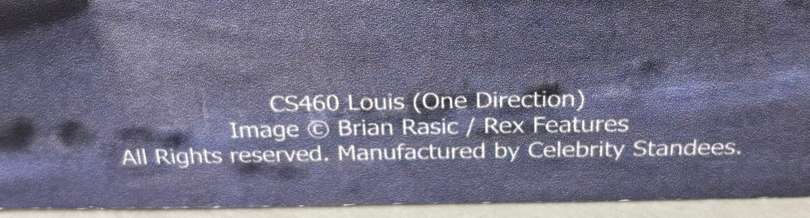 CS460 Louis (One Direction)
Image © Brian Rasic / Rex Features
All Rights reserved. Manufactured by Celebrity Standees.